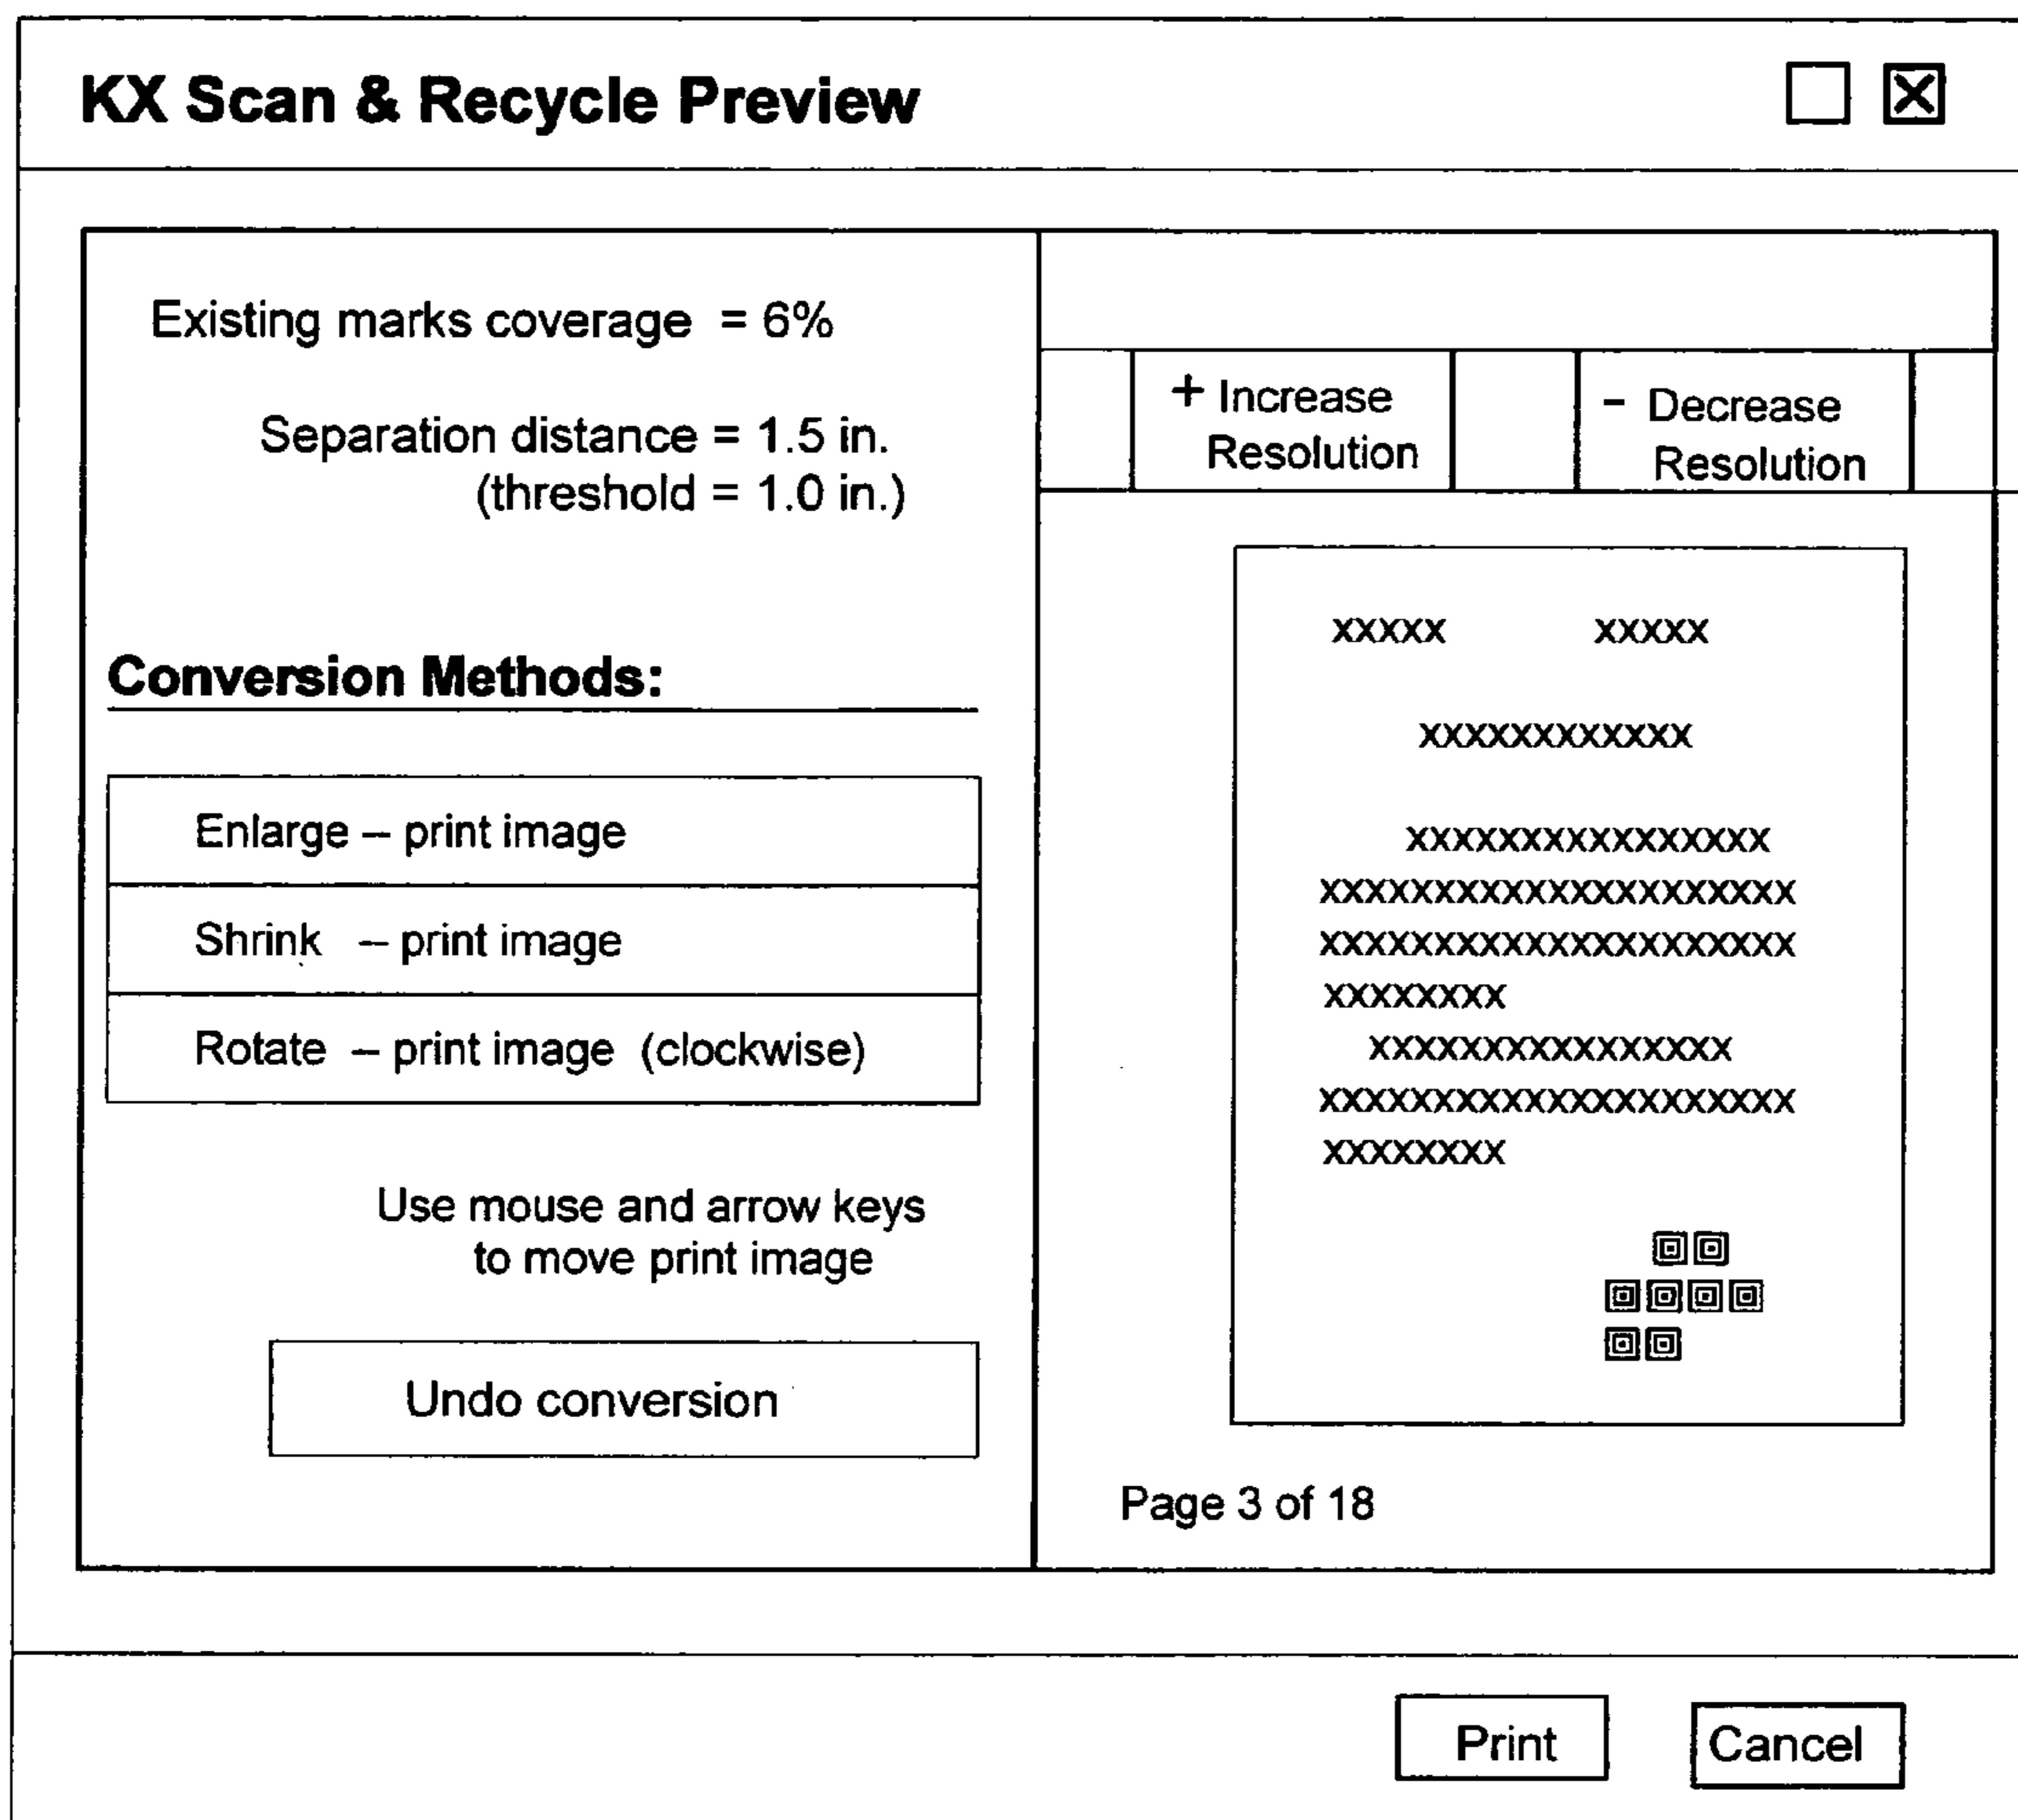 KX Scan & Recycle Preview
Existing marks coverage = 6%
Separation distance = 1.5 in.
(threshold = 1.0 in.)
Conversion Methods:
Enlarge – print image
Shrink – print image
Rotate – print image (clockwise)
Use mouse and arrow keys
to move print image
Undo conversion
+ Increase
Resolution
- Decrease
Resolution
xxxxx xxxxx
xxxxxxxxxxxx
xxxxxxxxxxxxxxxx
xxxxxxxxxxxxxxxxxxxxx
xxxxxxxxxxxxxxxxxxxxx
xxxxxxxx
xxxxxxxxxxxxxxxx
xxxxxxxxxxxxxxxxxxxxx
xxxxxxxx
Page 3 of 18
Print
Cancel